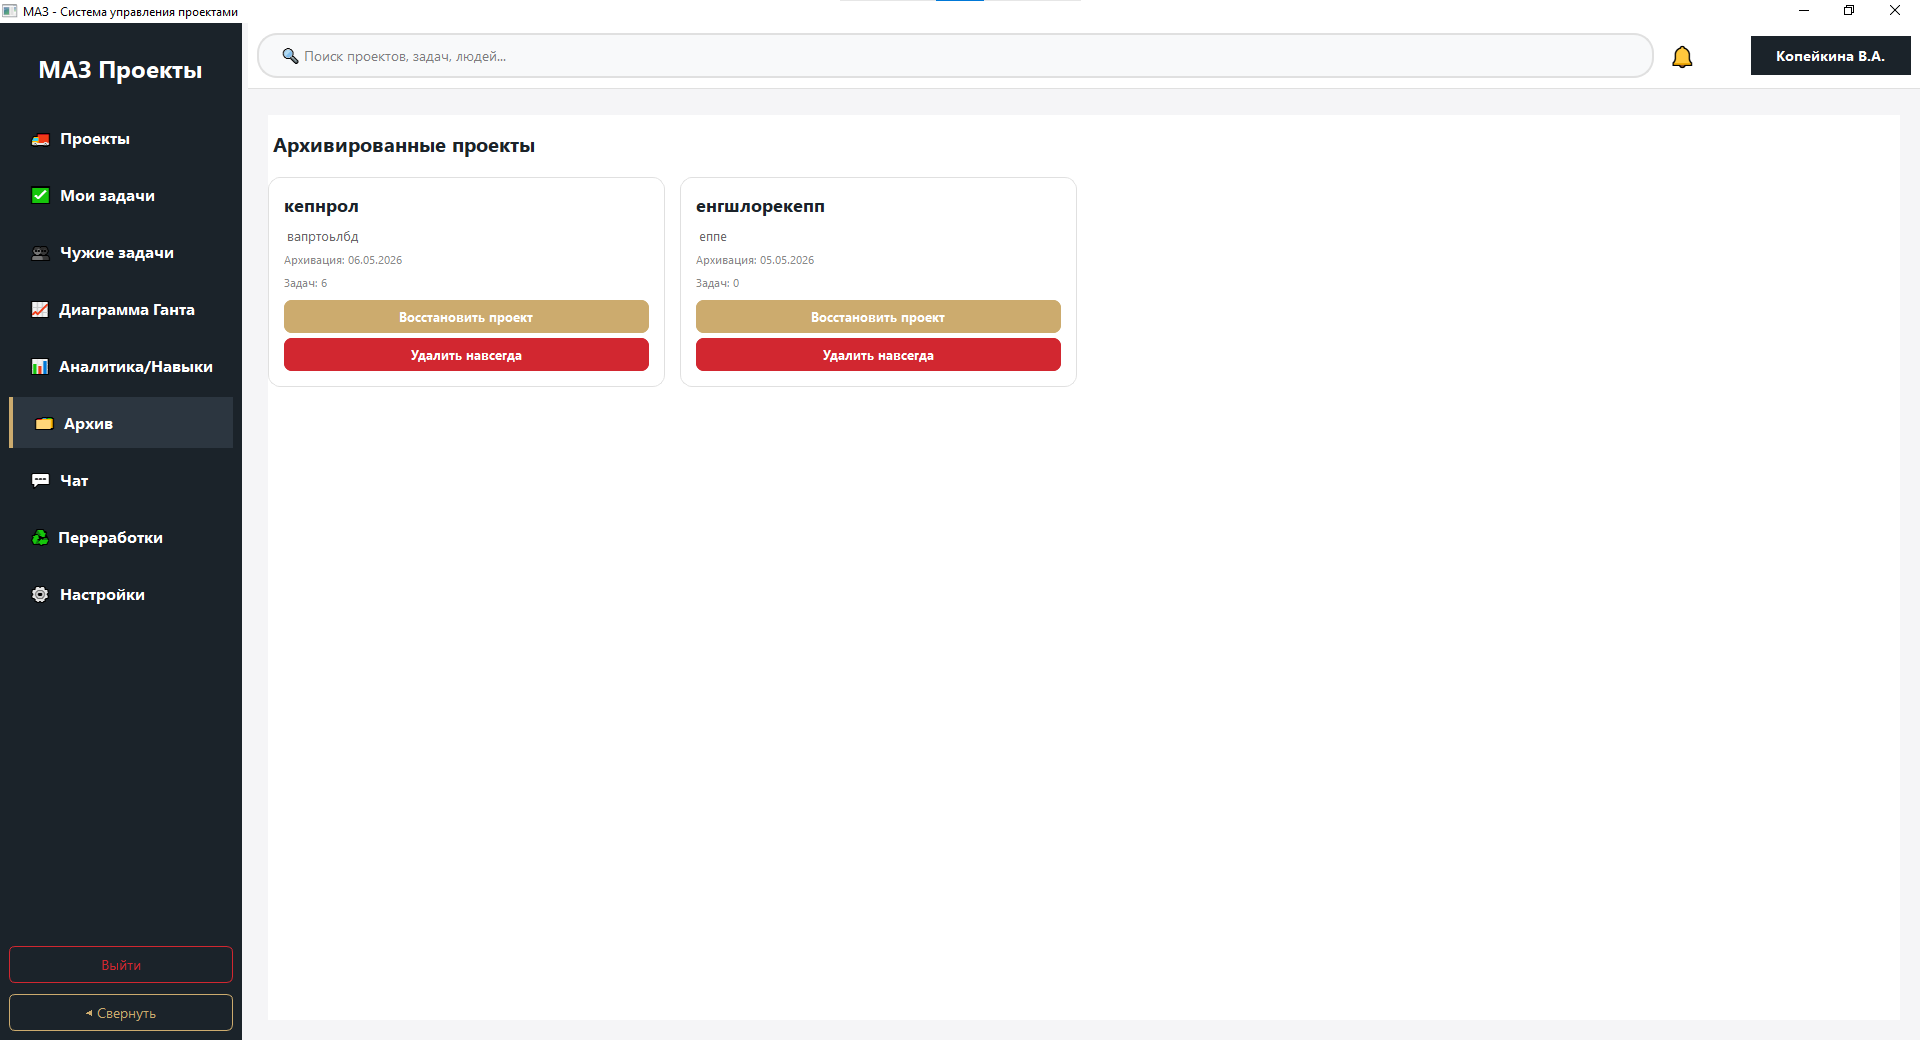 МАЗ - Система управления проектами
МАЗ Проекты
Проекты
Мои задачи
Чужие задачи
Диаграмма Ганта
Аналитика/Навыки
Архив
Чат
Переработки
Настройки
Выйти
Свернуть
Поиск проектов, задач, людей...
Копейкина В.А.
Архивированные проекты
кепнрол
вапртоьлбд
Архивация: 06.05.2026
Задач: 6
Восстановить проект
Удалить навсегда
енгшлорекепп
еппе
Архивация: 05.05.2026
Задач: 0
Восстановить проект
Удалить навсегда